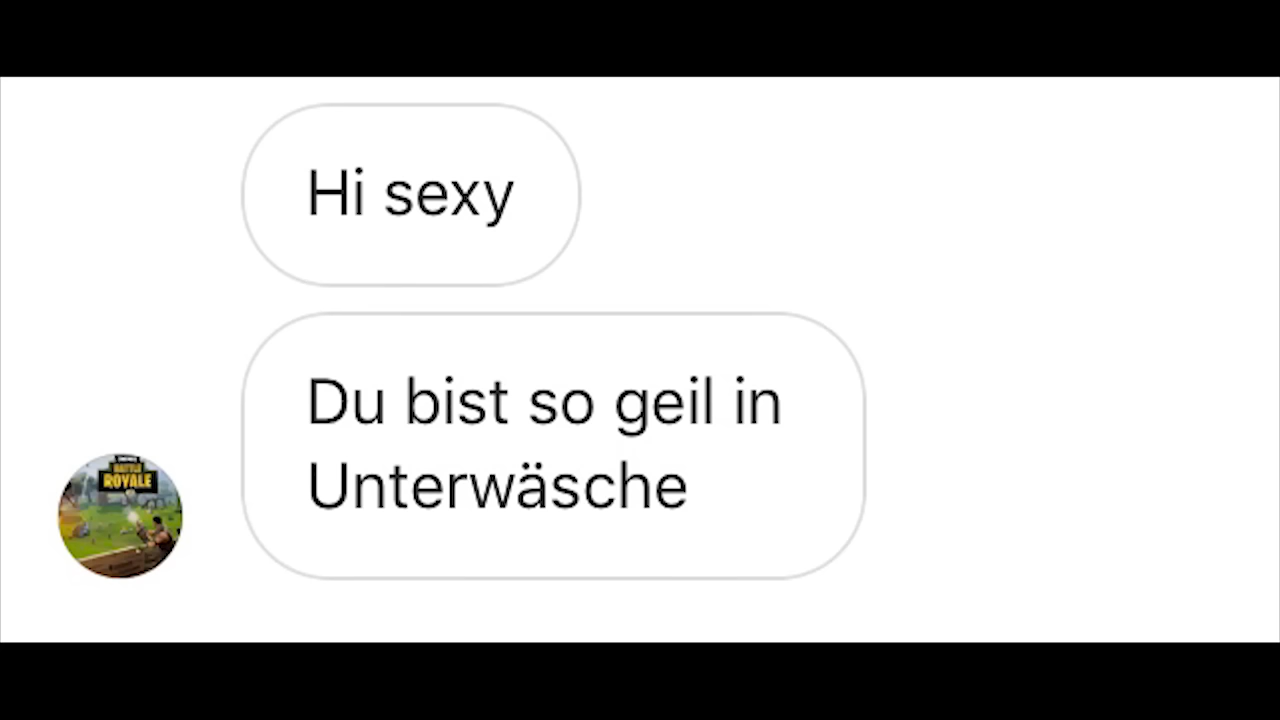 Hi sexy
Du bist so geil in
Unterwäsche
BATTLE
ROYALE